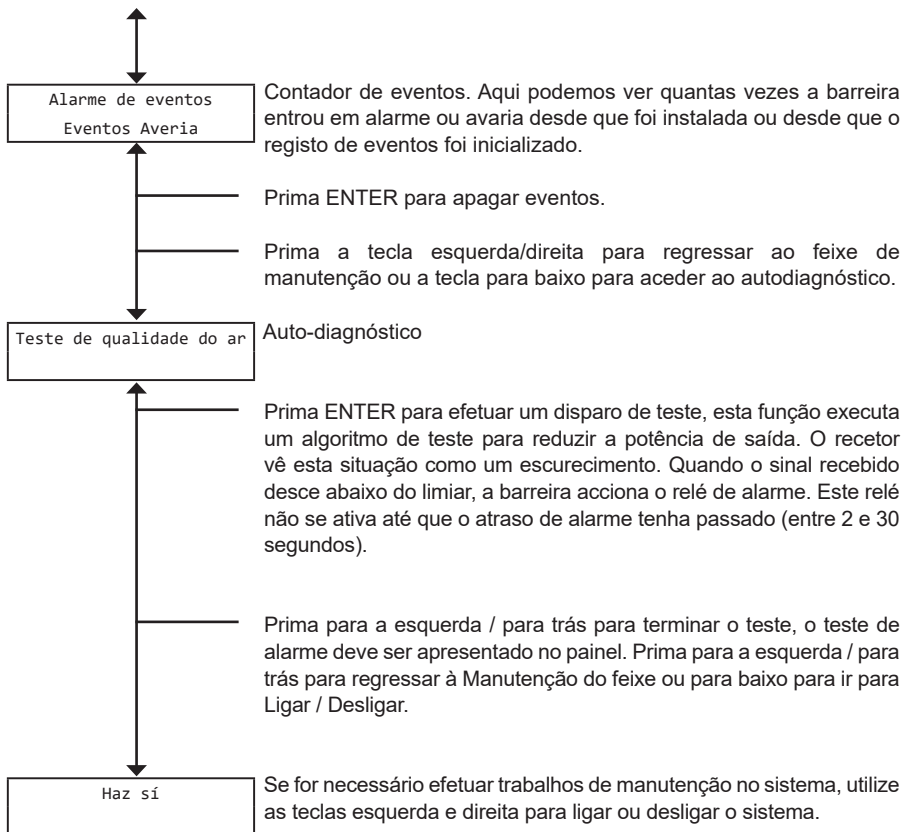 Alarme de eventos
Eventos Averia
Contador de eventos. Aqui podemos ver quantas vezes a barreira
entrou em alarme ou avaria desde que foi instalada ou desde que o
registo de eventos foi inicializado.
Prima ENTER para apagar eventos.
Prima a tecla esquerda/direita para regressar ao feixe de
manutenção ou a tecla para baixo para aceder ao autodiagnóstico.
Teste de qualidade do ar
Auto-diagnóstico
Prima ENTER para efetuar um disparo de teste, esta função executa
um algoritmo de teste para reduzir a potência de saída. O recetor
vê esta situação como um escurecimento. Quando o sinal recebido
desce abaixo do limiar, a barreira acciona o relé de alarme. Este relé
não se ativa até que o atraso de alarme tenha passado (entre 2 e 30
segundos).
Prima para a esquerda / para trás para terminar o teste, o teste de
alarme deve ser apresentado no painel. Prima para a esquerda / para
trás para regressar à Manutenção do feixe ou para baixo para ir para
Ligar / Desligar.
Haz sí
Se for necessário efetuar trabalhos de manutenção no sistema, utilize
as teclas esquerda e direita para ligar ou desligar o sistema.